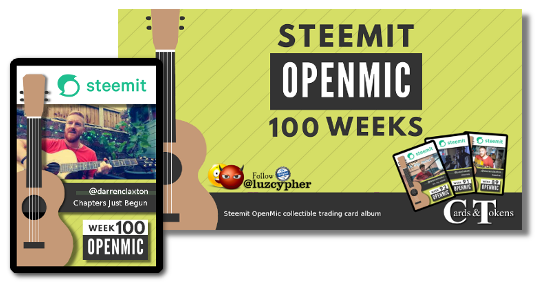 steemit
@darrenclaxton
Chapters Just Begun
WEEK 100
OPENMIC
STEEMIT
OPENMIC
100 WEEKS
Follow
@luzcypher
Steemit OpenMic collectible trading card album
Cards & Tokens